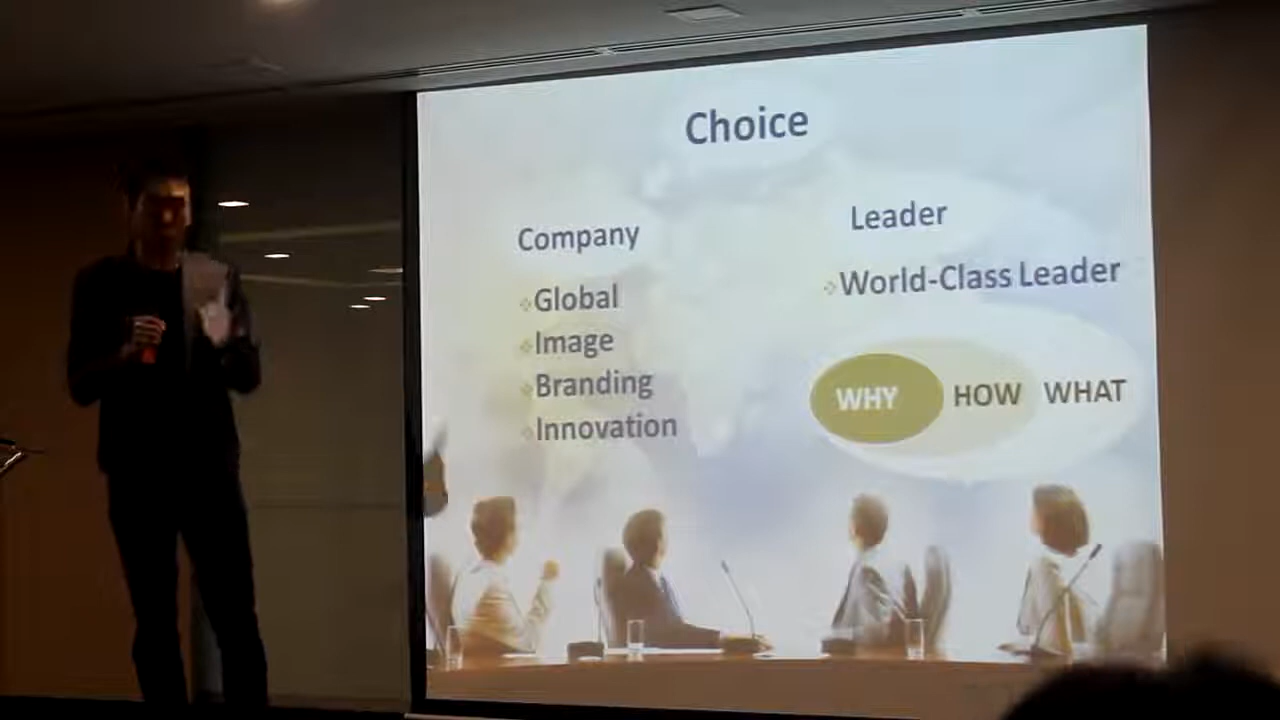 Choice
Company
Global
Image
Branding
Innovation
Leader
World-Class Leader
WHY HOW WHAT